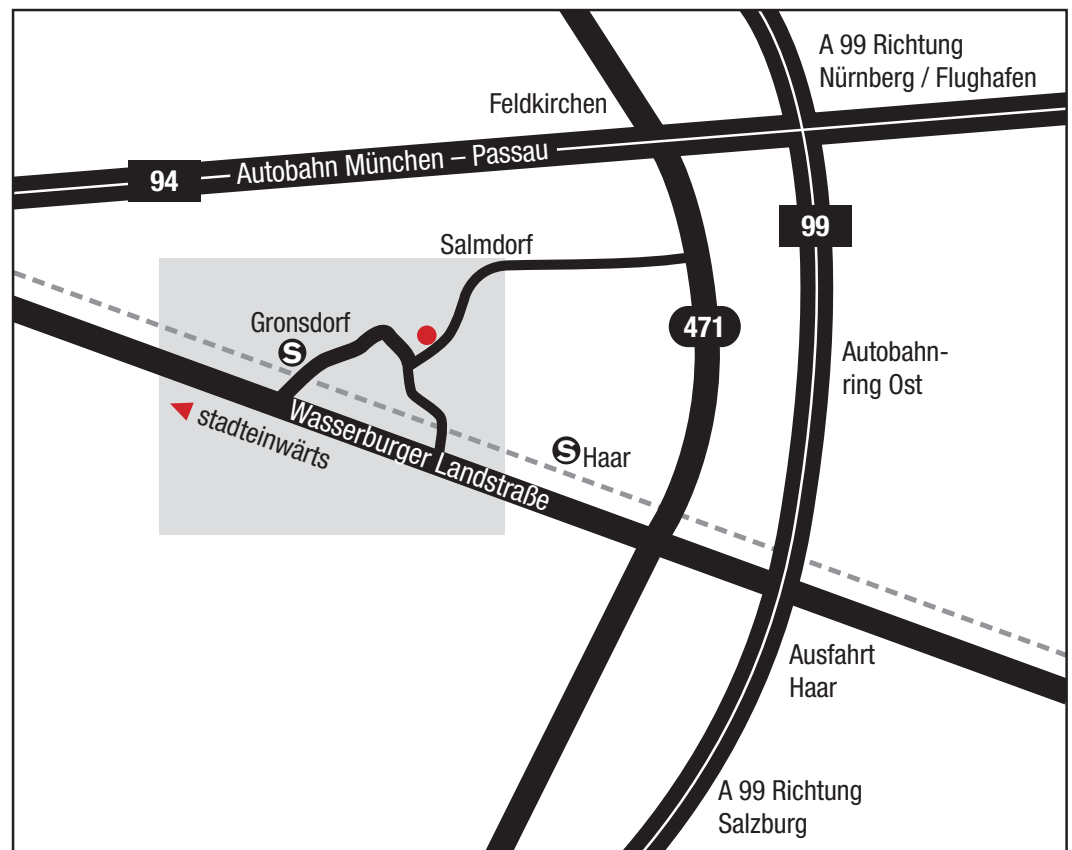 A 99 Richtung
Nürnberg / Flughafen
Feldkirchen
Autobahn München – Passau
94
99
Salmdorf
Gronsdorf
S
471
Autobahn-
ring Ost
stadteinwärts
Wasserburger Landstraße
S Haar
Ausfahrt
Haar
A 99 Richtung
Salzburg